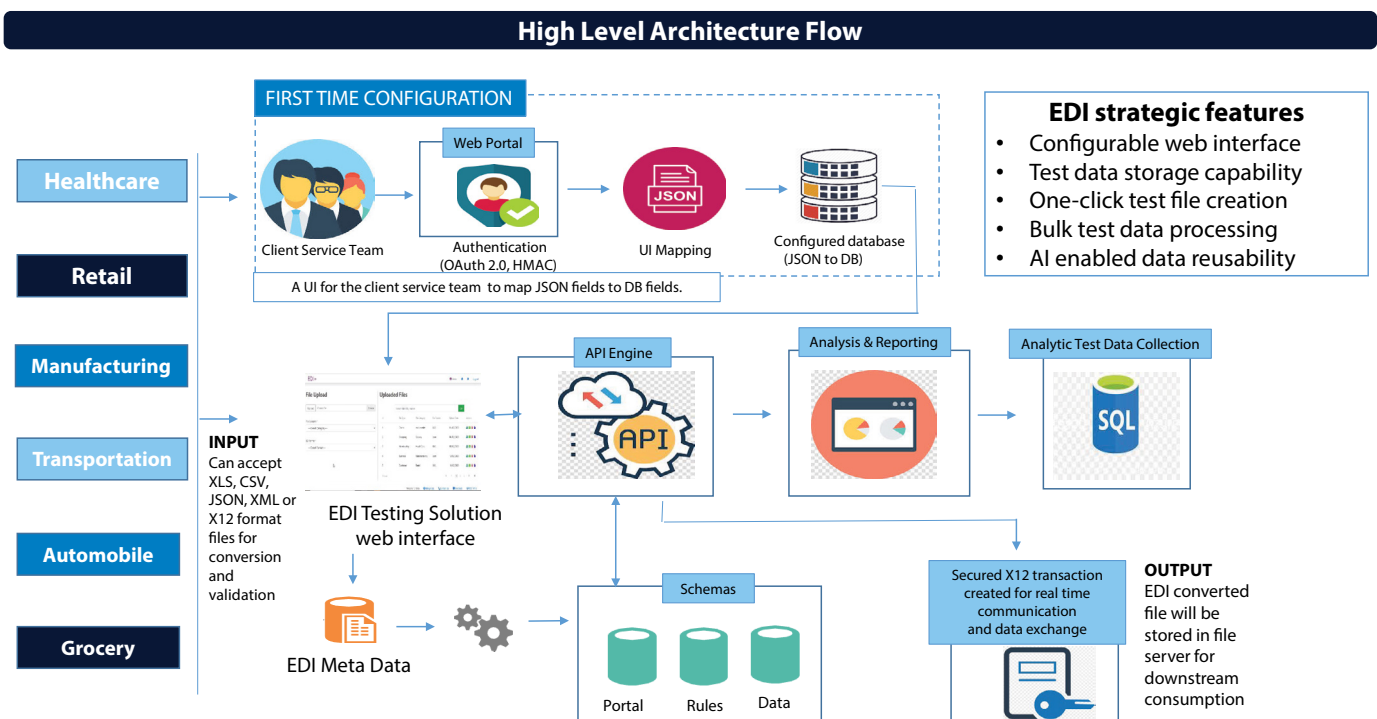 High Level Architecture Flow
FIRST TIME CONFIGURATION
Web Portal
JSON
Client Service Team
Authentication
(OAuth 2.0, HMAC)
UI Mapping
Configured database
(JSON to DB)
A UI for the client service team to map JSON fields to DB fields.
EDI strategic features
• Configurable web interface
• Test data storage capability
• One-click test file creation
• Bulk test data processing
• AI enabled data reusability
Healthcare
Retail
Manufacturing
Transportation
Automobile
Grocery
INPUT
Can accept
XLS, CSV,
JSON, XML or
X12 format
files for
conversion
and
validation
File Upload
Uploaded Files
EDI Testing Solution
web interface
API Engine
API
Analysis & Reporting
Analytic Test Data Collection
SQL
EDI Meta Data
Schemas
Portal
Rules
Data
Secured X12 transaction
created for real time
communication
and data exchange
OUTPUT
EDI converted
file will be
stored in file
server for
downstream
consumption